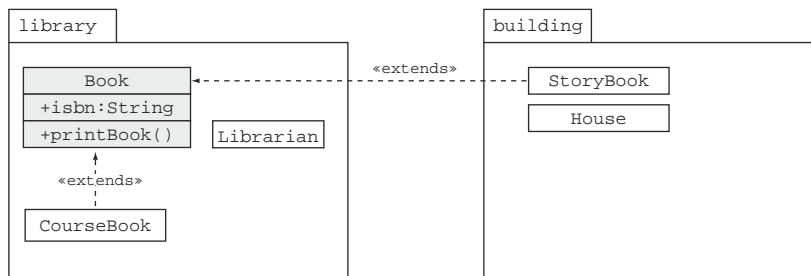 library
building
Book
+isbn:String
+printBook()
Librarian
«extends»
CourseBook
«extends»
StoryBook
House